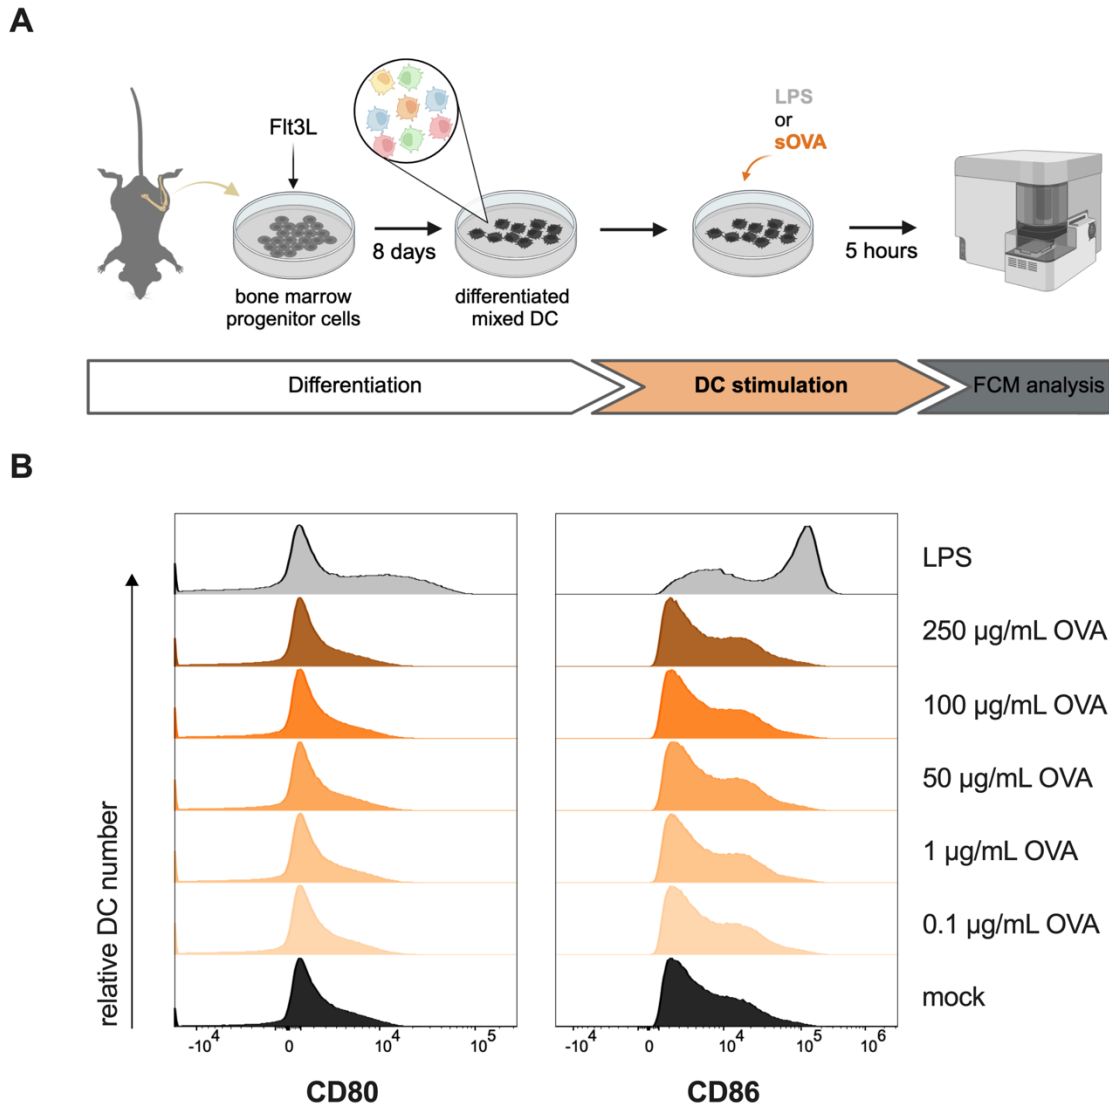 A
Flt3L
LPS
or
sOVA
8 days
5 hours
bone marrow
progenitor cells
differentiated
mixed DC
Differentiation
DC stimulation
FCM analysis
B
relative DC number
LPS
250 µg/mL OVA
100 µg/mL OVA
50 µg/mL OVA
1 µg/mL OVA
0.1 µg/mL OVA
mock
-10⁴ 0 10⁴ 10⁵
-10⁴ 0 10⁴ 10⁵ 10⁶
CD80
CD86